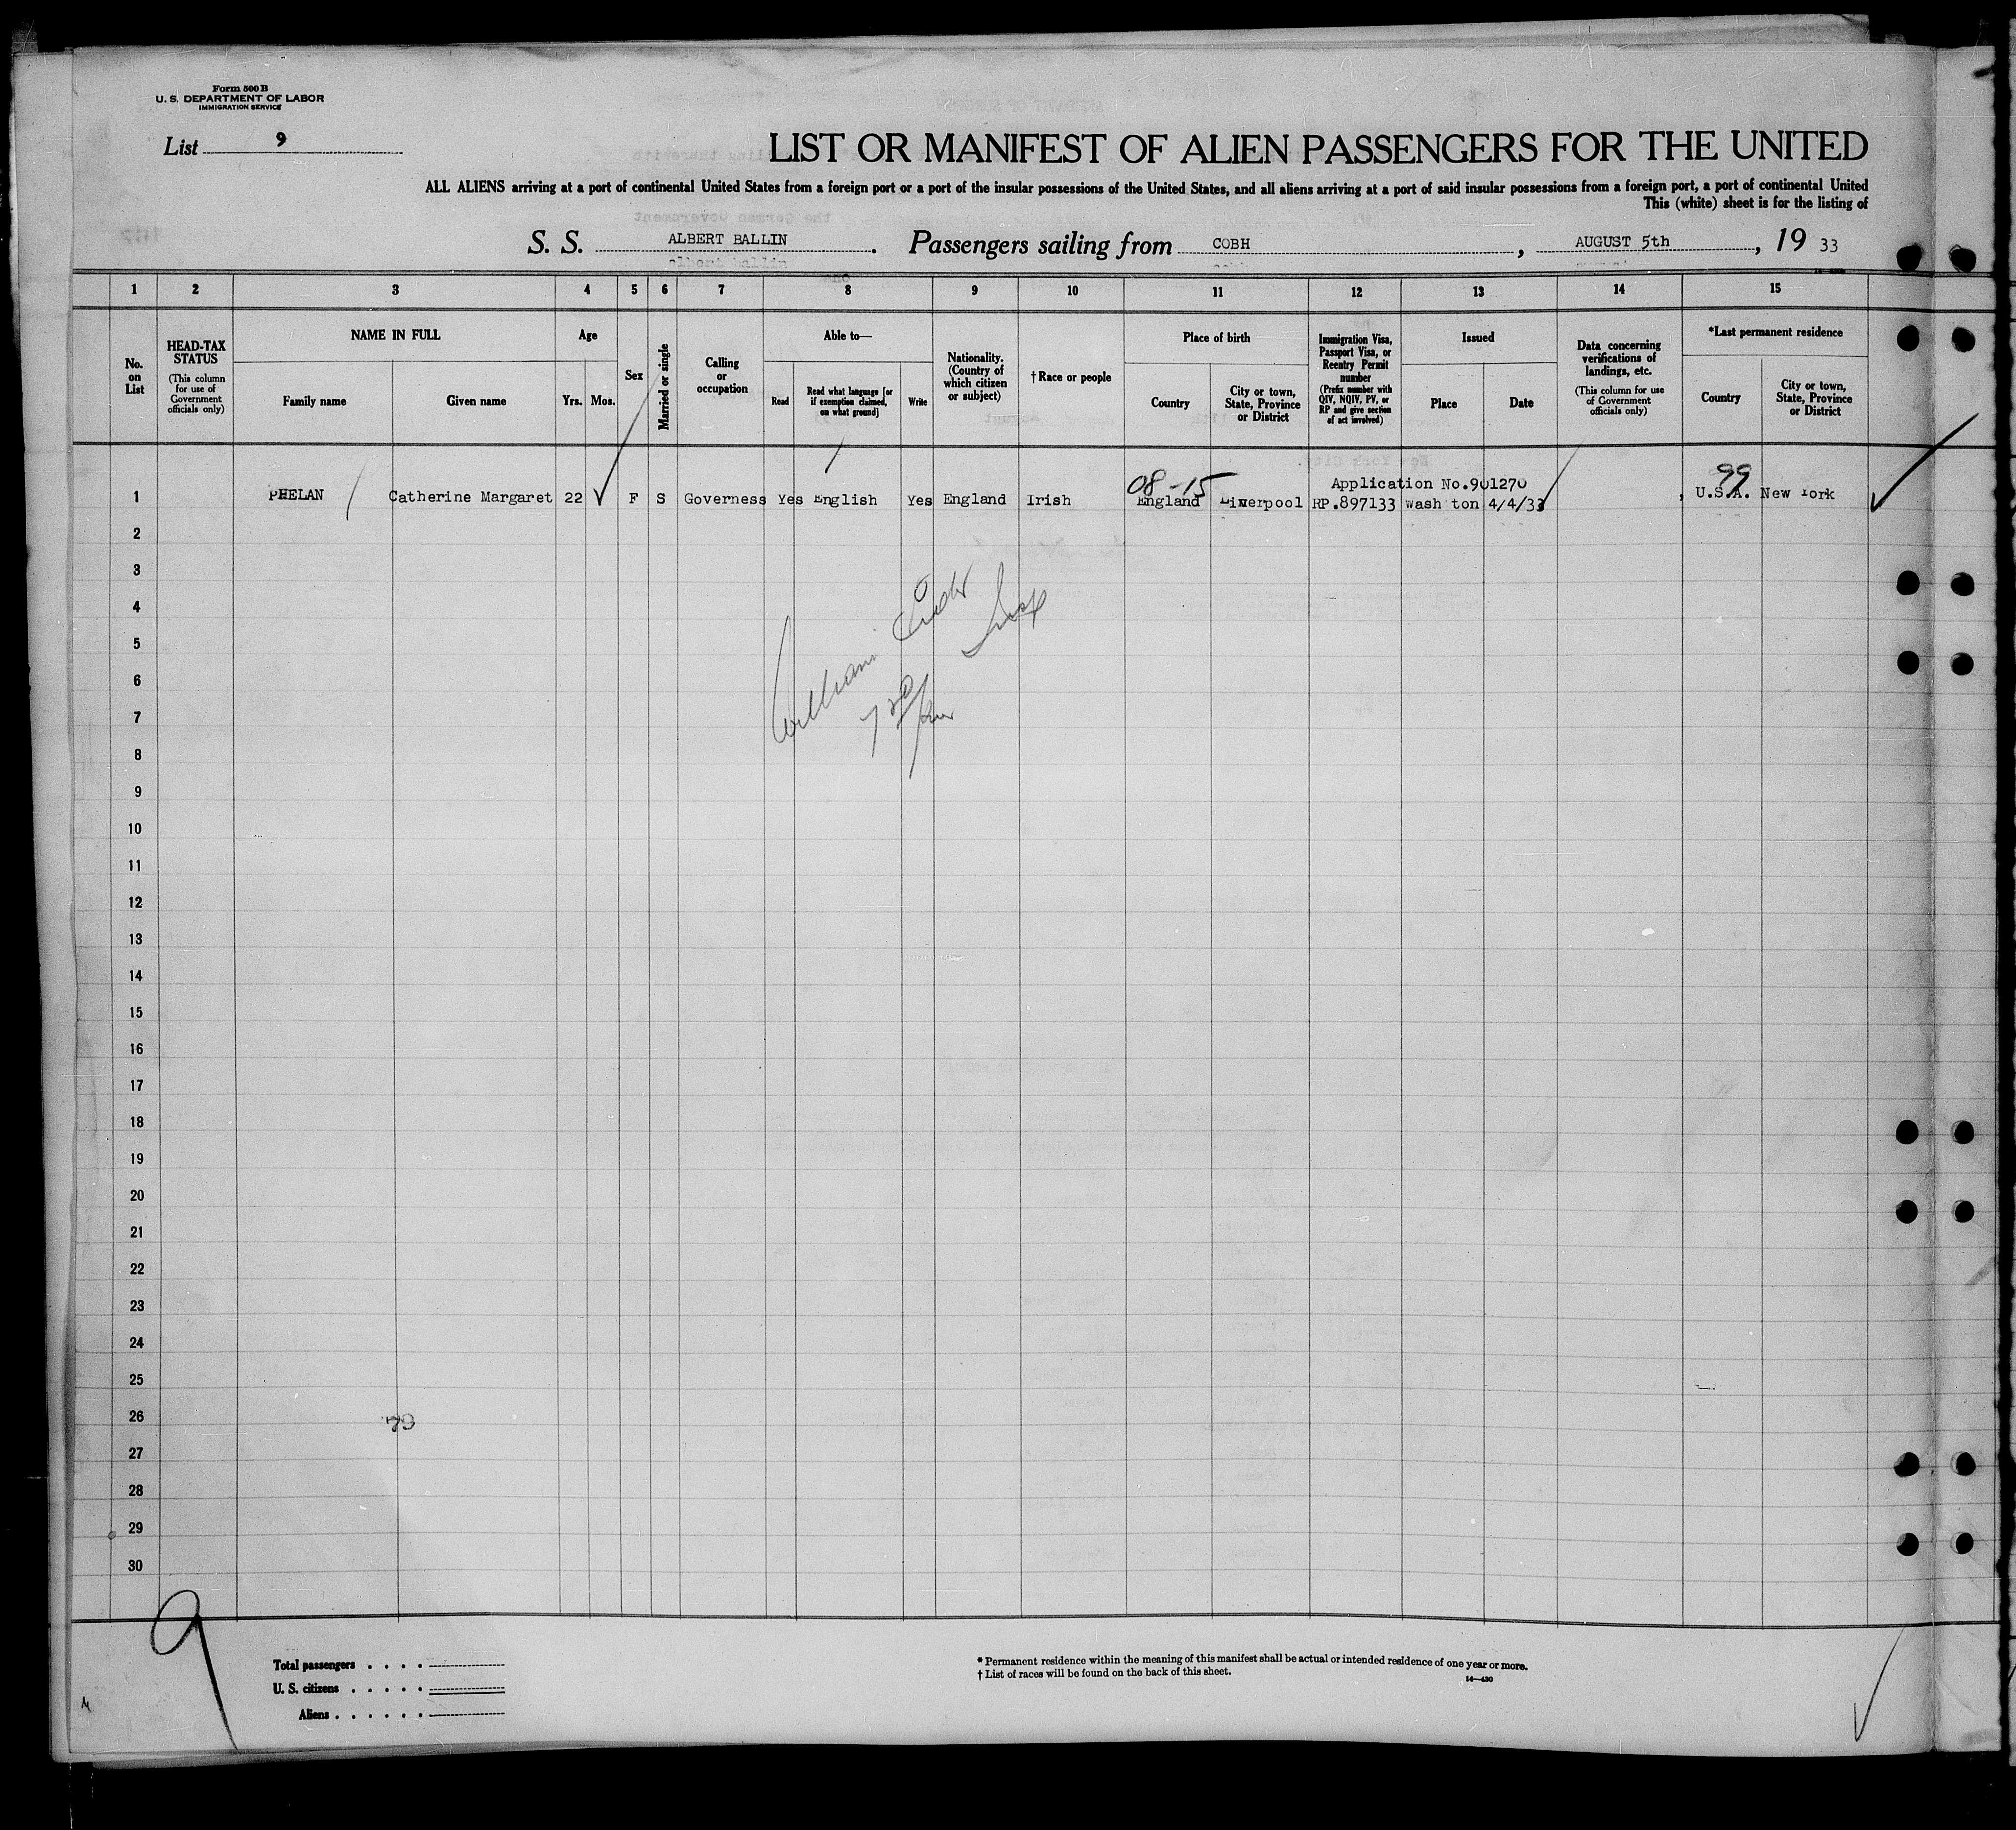 Form 500 B
U. S. DEPARTMENT OF LABOR
IMMIGRATION SERVICE
List 9
LIST OR MANIFEST OF ALIEN PASSENGERS FOR THE UNITED
ALL ALIENS arriving at a port of continental United States from a foreign port or a port of the insular possessions of the United States, and all aliens arriving at a port of said insular possessions from a foreign port, a port of continental United
This (white) sheet is for the listing of
S. S. ALBERT BALLIN. Passengers sailing from COBH, AUGUST 5th, 19 33
1 2 3 4 5 6 7 8 9 10 11 12 13 14 15
No. on List
HEAD-TAX STATUS
(This column for use of Government officials only)
NAME IN FULL
Family name
Given name
Age
Yrs. Mos.
Sex
Married or single
Calling or occupation
Able to—
Read
Read what language [or if exemption claimed, on what ground]
Write
Nationality. (Country of which citizen or subject)
†Race or people
Place of birth
Country
City or town, State, Province or District
Immigration Visa, Passport Visa, or Reentry Permit number
(Prefix number with QIV, NQIV, PV, or RP and give section of act involved)
Issued
Place
Date
Data concerning verifications of landings, etc.
(This column for use of Government officials only)
*Last permanent residence
Country
City or town, State, Province or District
08-15 Application No.901270 99
1 PHELAN Catherine Margaret 22 F S Governess Yes English Yes England Irish England Liverpool RP.897133 Wash'ton 4/4/33 U.S.A. New York
2
3
4
5
6
7
8
9
10
11
12
13
14
15
16
17
18
19
20
21
22
23
24
25
26
27
28
29
30
William
79
9
Total passengers . . . .
U. S. citizens . . . . .
Aliens . . . . . .
* Permanent residence within the meaning of this manifest shall be actual or intended residence of one year or more.
† List of races will be found on the back of this sheet.
14—430